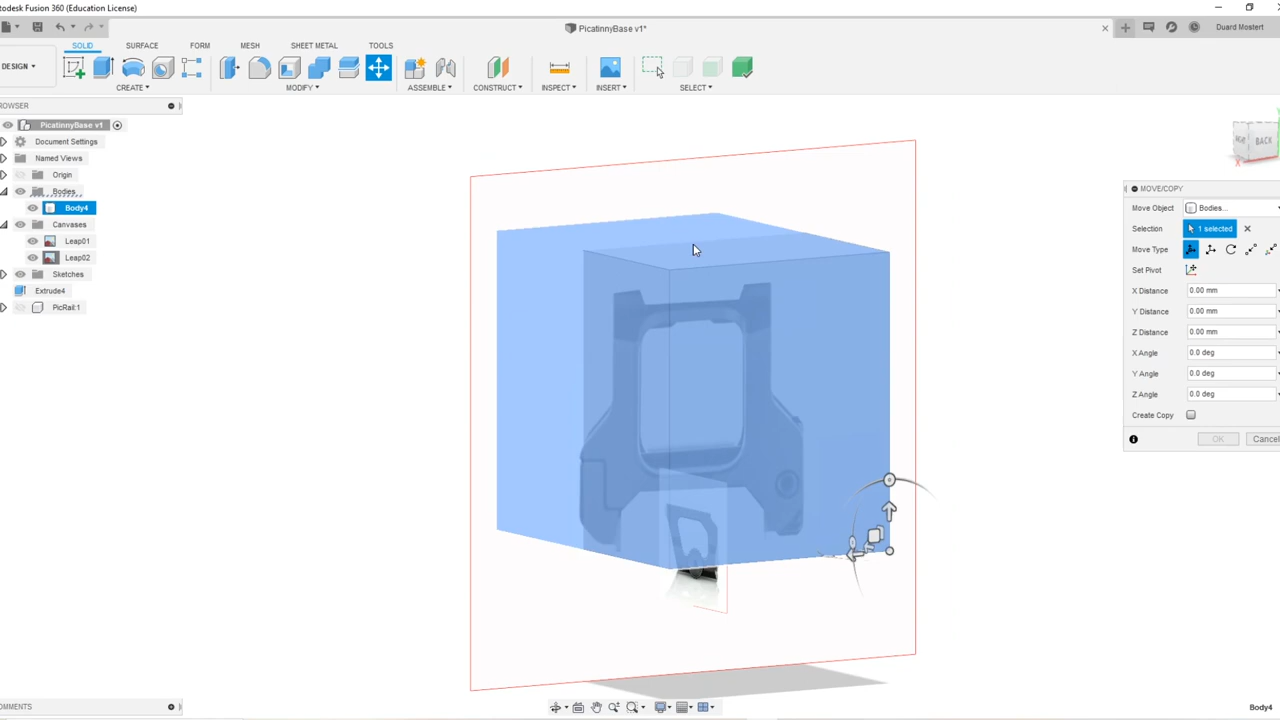 utodesk Fusion 360 (Education License)
PicatinnyBase v1*
Duard Mostert
SOLID SURFACE FORM MESH SHEET METAL TOOLS
DESIGN
CREATE MODIFY ASSEMBLE CONSTRUCT INSPECT INSERT SELECT
ROWSER
PicatinnyBase v1
Document Settings
Named Views
Origin
Bodies
Body4
Canvases
Leap01
Leap02
Sketches
Extrude4
PicRail:1
BACK
MOVE/COPY
Move Object Bodies...
Selection 1 selected
Move Type
Set Pivot
X Distance 0.00 mm
Y Distance 0.00 mm
Z Distance 0.00 mm
X Angle 0.0 deg
Y Angle 0.0 deg
Z Angle 0.0 deg
Create Copy
OK Cancel
OMMENTS
Body4